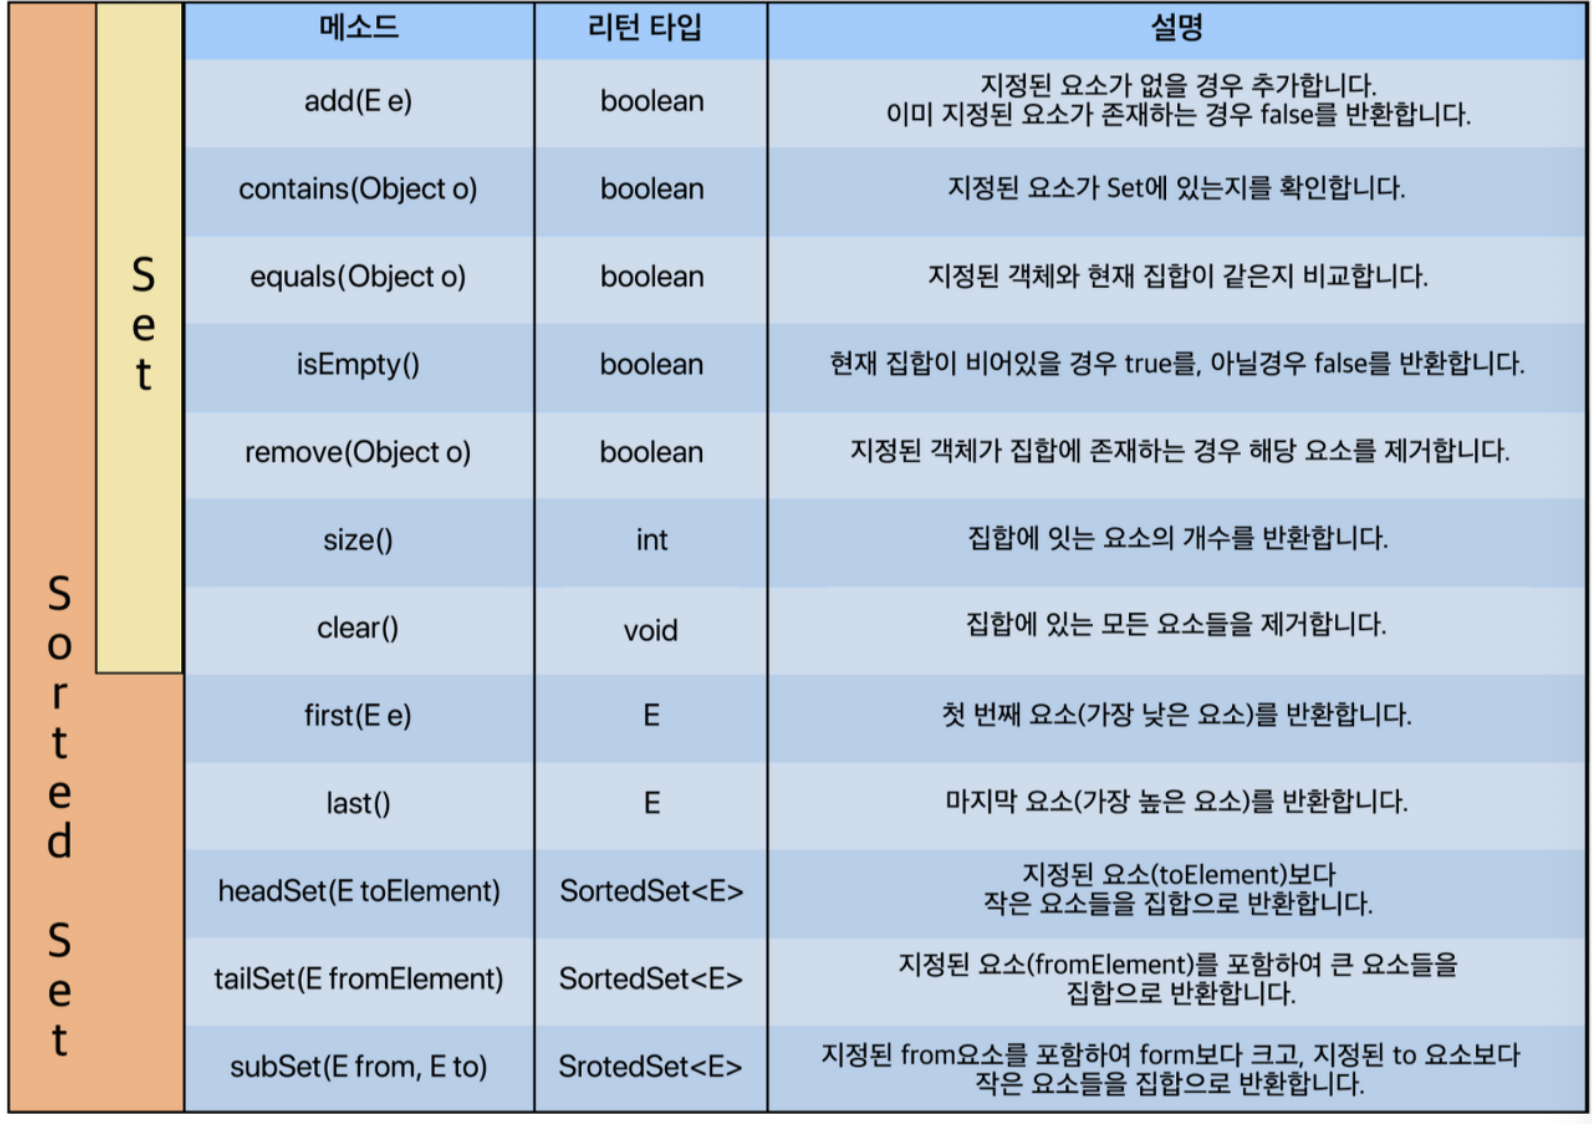 메소드 리턴 타입 설명
add(E e) boolean 지정된 요소가 없을 경우 추가합니다.
이미 지정된 요소가 존재하는 경우 false를 반환합니다.
contains(Object o) boolean 지정된 요소가 Set에 있는지를 확인합니다.
equals(Object o) boolean 지정된 객체와 현재 집합이 같은지 비교합니다.
isEmpty() boolean 현재 집합이 비어있을 경우 true를, 아닐경우 false를 반환합니다.
remove(Object o) boolean 지정된 객체가 집합에 존재하는 경우 해당 요소를 제거합니다.
size() int 집합에 잇는 요소의 개수를 반환합니다.
clear() void 집합에 있는 모든 요소들을 제거합니다.
first(E e) E 첫 번째 요소(가장 낮은 요소)를 반환합니다.
last() E 마지막 요소(가장 높은 요소)를 반환합니다.
headSet(E toElement) SortedSet<E> 지정된 요소(toElement)보다
작은 요소들을 집합으로 반환합니다.
tailSet(E fromElement) SortedSet<E> 지정된 요소(fromElement)를 포함하여 큰 요소들을
집합으로 반환합니다.
subSet(E from, E to) SrotedSet<E> 지정된 from요소를 포함하여 form보다 크고, 지정된 to 요소보다
작은 요소들을 집합으로 반환합니다.
Set
Sorted Set